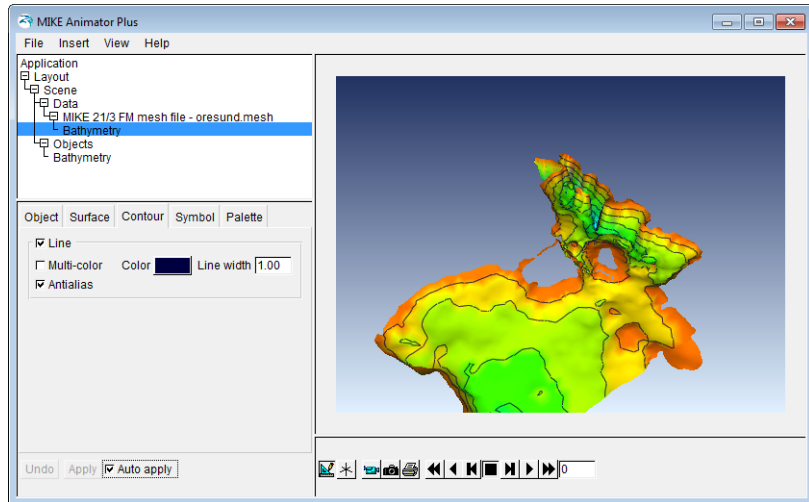 MIKE Animator Plus
File Insert View Help
Application
Layout
Scene
Data
MIKE 21/3 FM mesh file - oresund.mesh
Bathymetry
Objects
Bathymetry
Object Surface Contour Symbol Palette
Line
Multi-color Color Line width 1.00
Antialias
Undo Apply Auto apply 0